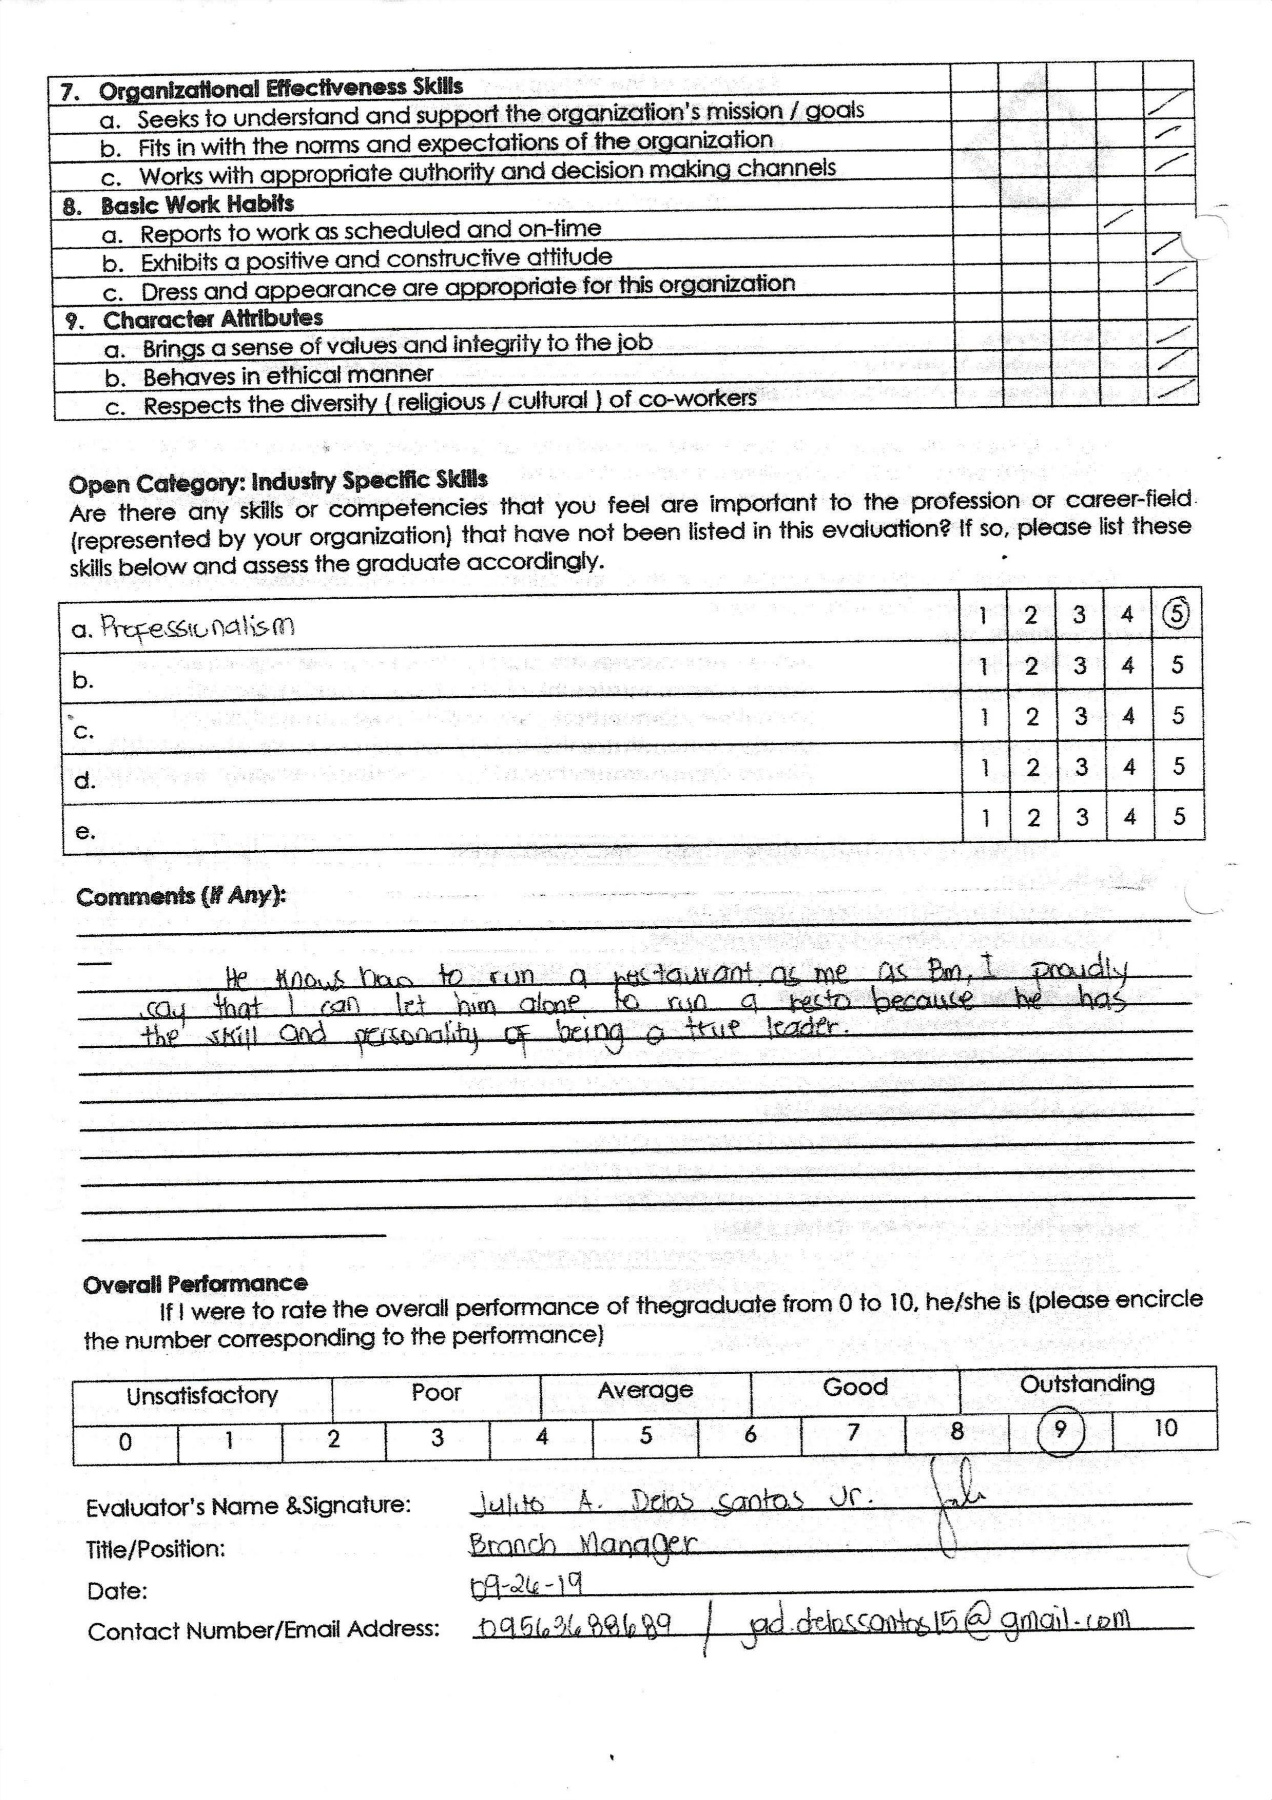 7. Organizational Effectiveness Skills
a. Seeks to understand and support the organization's mission / goals
b. Fits in with the norms and expectations of the organization
c. Works with appropriate authority and decision making channels
8. Basic Work Habits
a. Reports to work as scheduled and on-time
b. Exhibits a positive and constructive attitude
c. Dress and appearance are appropriate for this organization
9. Character Attributes
a. Brings a sense of values and integrity to the job
b. Behaves in ethical manner
c. Respects the diversity ( religious / cultural ) of co-workers
Open Category: Industry Specific Skills
Are there any skills or competencies that you feel are important to the profession or career-field
(represented by your organization) that have not been listed in this evaluation? If so, please list these
skills below and assess the graduate accordingly.
a. Professionalism 1 2 3 4 5
b. 1 2 3 4 5
c. 1 2 3 4 5
d. 1 2 3 4 5
e. 1 2 3 4 5
Comments (If Any):
He knows to run a restaurant as me as Bm, I proudly
say that I can let him alone to run a resto because he has
the skill and personality of being a true leader.
Overall Performance
If I were to rate the overall performance of thegraduate from 0 to 10, he/she is (please encircle
the number corresponding to the performance)
Unsatisfactory Poor Average Good Outstanding
0 1 2 3 4 5 6 7 8 9 10
Evaluator's Name &Signature: Julito A. Delos Santos Jr.
Title/Position: Branch Manager
Date: 09-26-19
Contact Number/Email Address: 09563688689 / jad.delossantos15@gmail.com